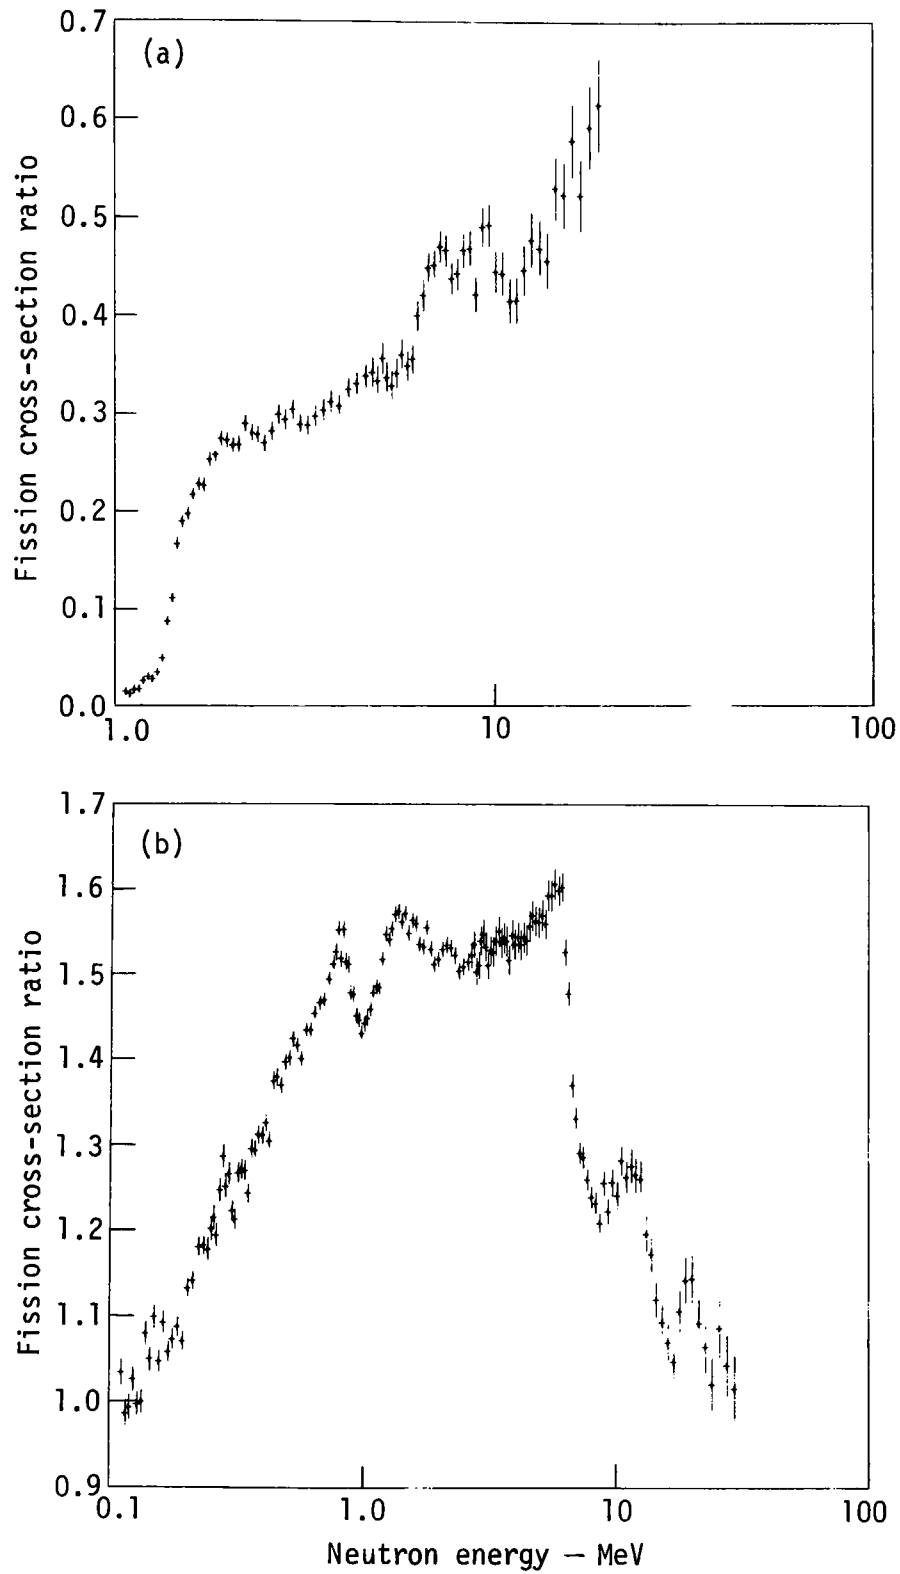 (a)
Fission cross-section ratio
0.7
0.6
0.5
0.4
0.3
0.2
0.1
0.0
1.0 10 100
(b)
Fission cross-section ratio
1.7
1.6
1.5
1.4
1.3
1.2
1.1
1.0
0.9
0.1 1.0 10 100
Neutron energy — MeV